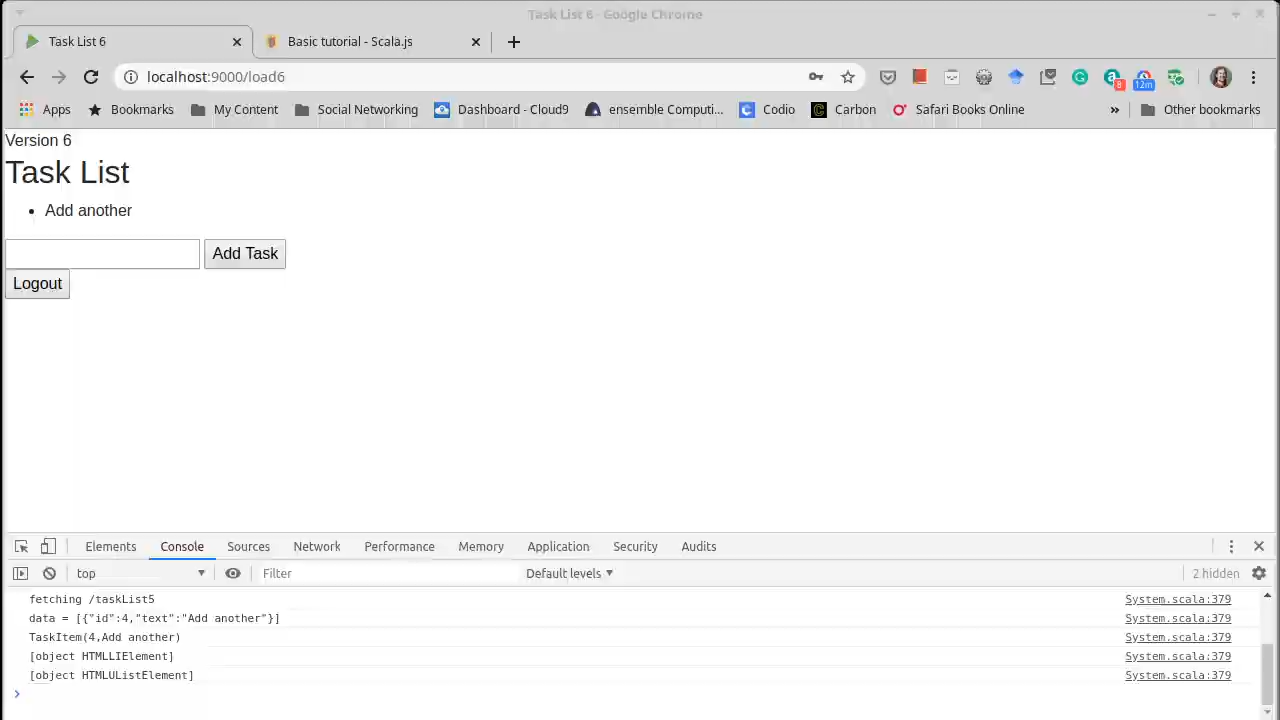 Task List 6 - Google Chrome
Task List 6
Basic tutorial - Scala.js
localhost:9000/load6
8
12m
Apps
Bookmarks
My Content
Social Networking
Dashboard - Cloud9
ensemble Computi...
Codio
Carbon
Safari Books Online
»
Other bookmarks
Version 6
Task List
• Add another
Add Task
Logout
Elements
Console
Sources
Network
Performance
Memory
Application
Security
Audits
top
Filter
Default levels
2 hidden
fetching /taskList5 System.scala:379
data = [{"id":4,"text":"Add another"}] System.scala:379
TaskItem(4,Add another) System.scala:379
[object HTMLLIElement] System.scala:379
[object HTMLUListElement] System.scala:379